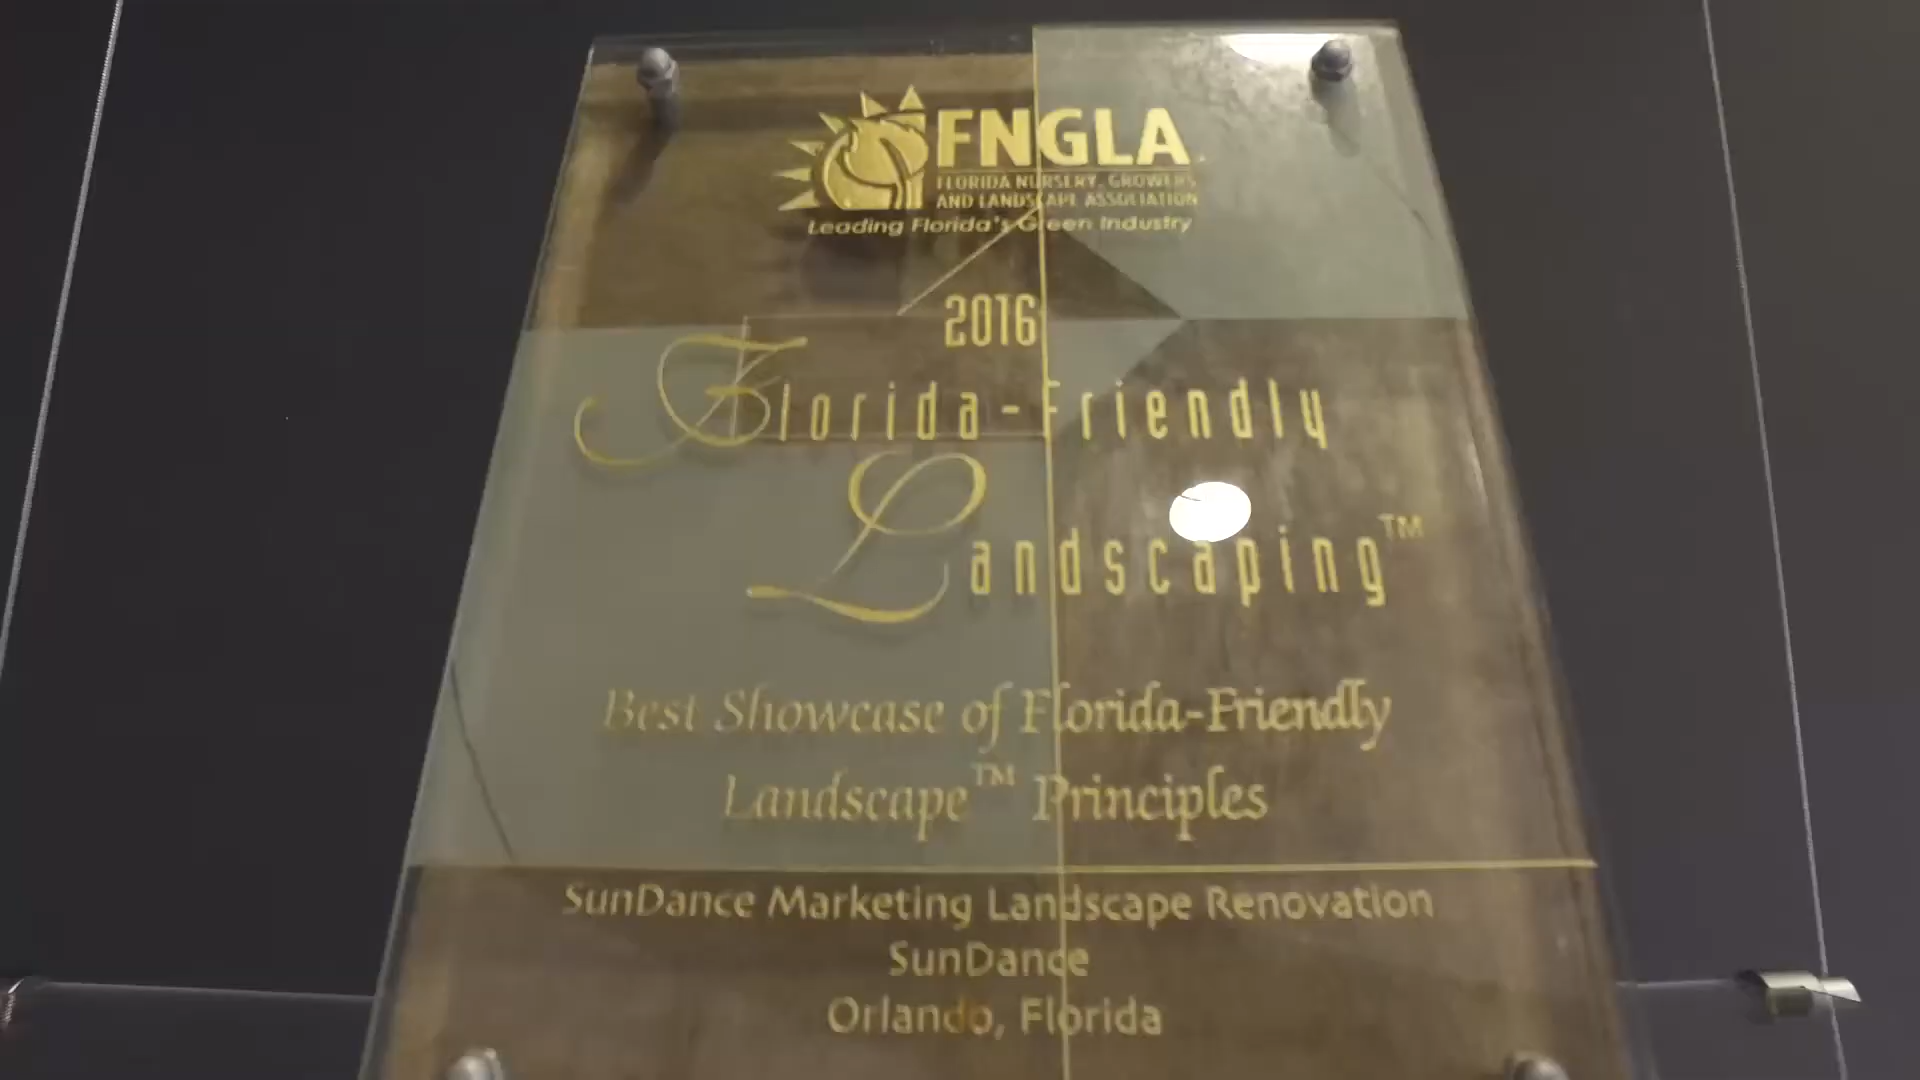 FNGLA
FLORIDA NURSERY, GROWERS
AND LANDSCAPE ASSOCIATION
Leading Florida's Green Industry
2016
Florida-Friendly
Landscaping™
Best Showcase of Florida-Friendly
Landscape™ Principles
SunDance Marketing Landscape Renovation
SunDance
Orlando, Florida